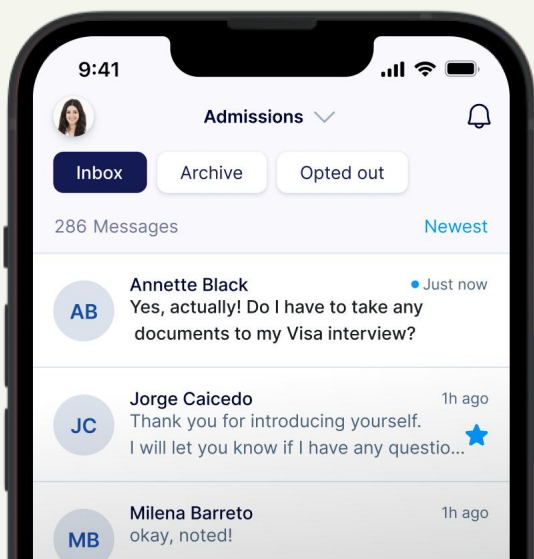 9:41
Admissions
Inbox Archive Opted out
286 Messages Newest
Annette Black Just now
AB
Yes, actually! Do I have to take any
documents to my Visa interview?
Jorge Caicedo 1h ago
JC
Thank you for introducing yourself.
I will let you know if I have any questio...
Milena Barreto 1h ago
MB
okay, noted!